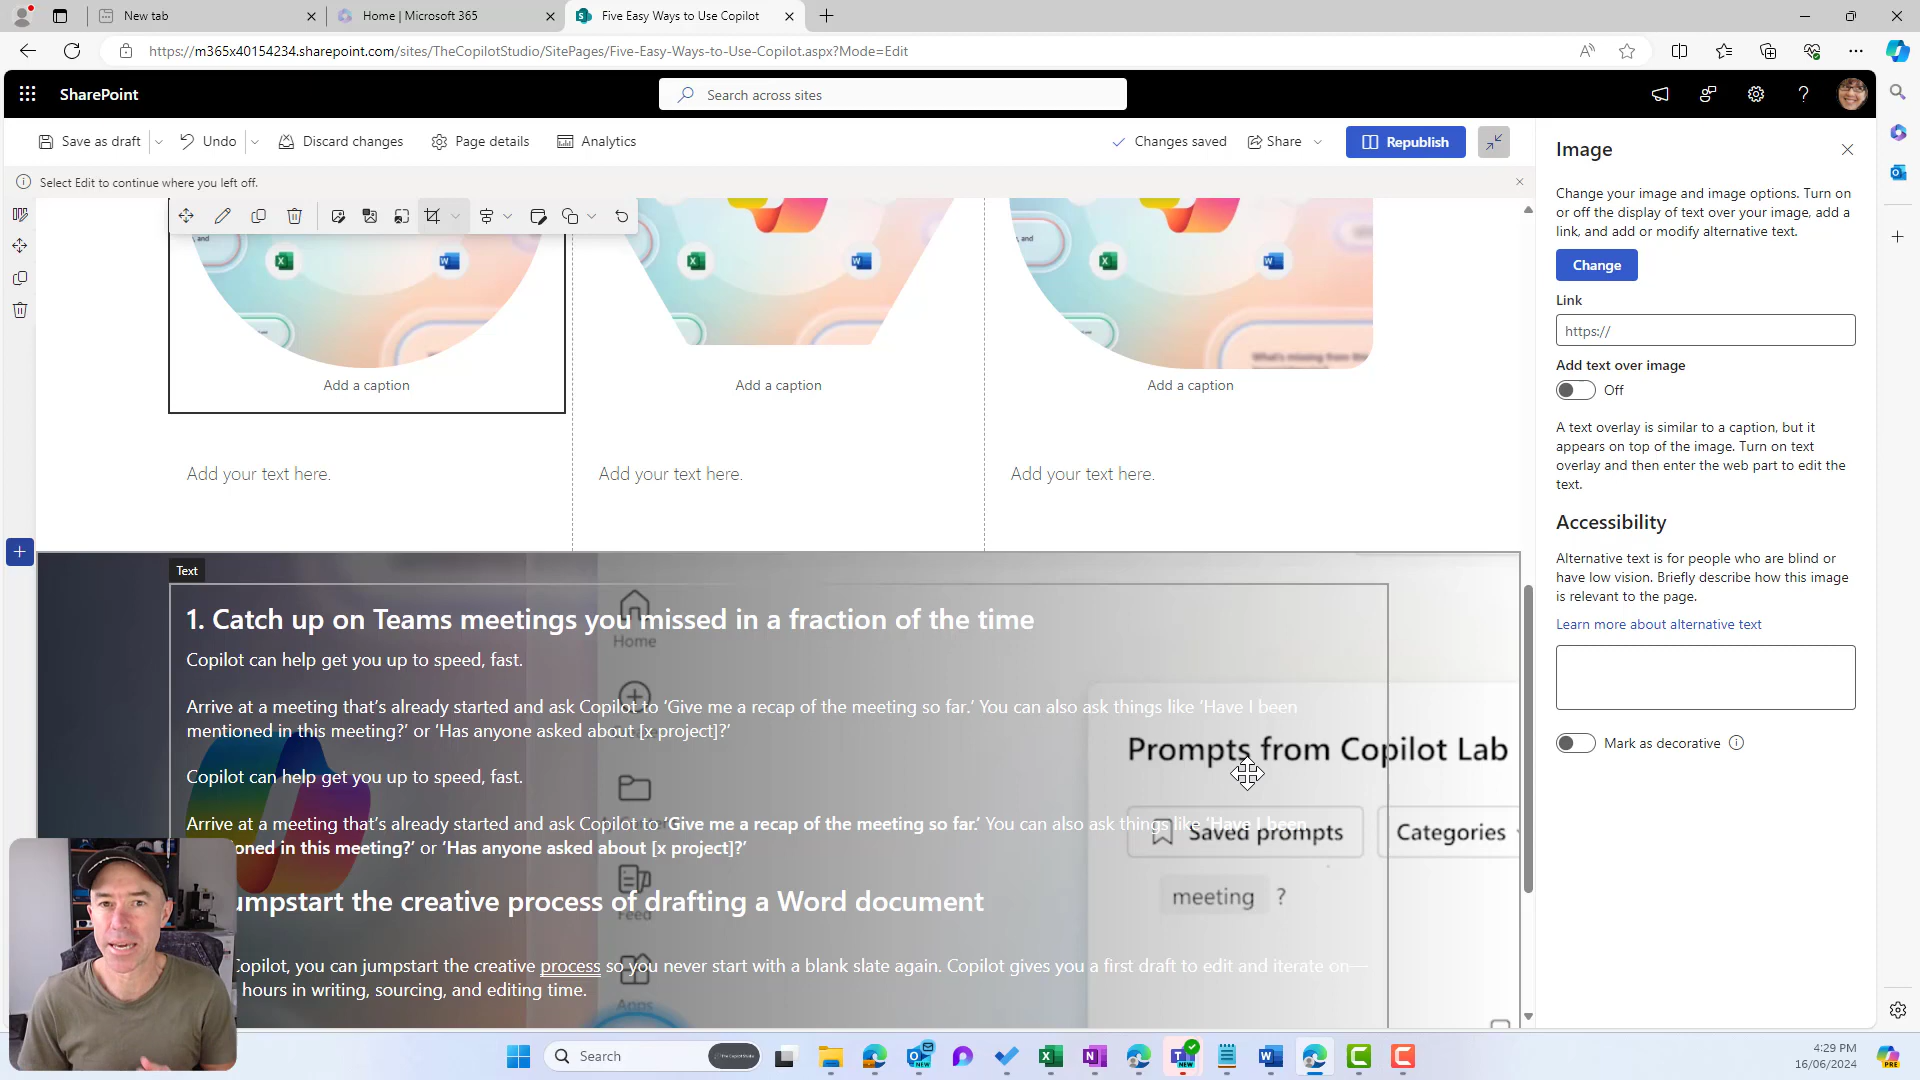 New tab
Home | Microsoft 365
Five Easy Ways to Use Copilot
https://m365x40154234.sharepoint.com/sites/TheCopilotStudio/SitePages/Five-Easy-Ways-to-Use-Copilot.aspx?Mode=Edit
SharePoint
Search across sites
Save as draft
Undo
Discard changes
Page details
Analytics
Changes saved
Share
Republish
Select Edit to continue where you left off.
Add a caption
Add a caption
Add a caption
Add your text here.
Add your text here.
Add your text here.
Text
1. Catch up on Teams meetings you missed in a fraction of the time
Home
Copilot can help get you up to speed, fast.
Arrive at a meeting that's already started and ask Copilot to ‘Give me a recap of the meeting so far.’ You can also ask things like ‘Have I been
mentioned in this meeting?’ or ‘Has anyone asked about [x project]?’
Prompts from Copilot Lab
Copilot can help get you up to speed, fast.
Arrive at a meeting that's already started and ask Copilot to ‘Give me a recap of the meeting so far.’ You can also ask things like ‘Have I been
oned in this meeting?’ or ‘Has anyone asked about [x project]?’
Saved prompts
Categories
meeting ?
umpstart the creative process of drafting a Word document
Feed
Copilot, you can jumpstart the creative process so you never start with a blank slate again. Copilot gives you a first draft to edit and iterate on—
hours in writing, sourcing, and editing time.
Apps
Image
Change your image and image options. Turn on
or off the display of text over your image, add a
link, and add or modify alternative text.
Change
Link
https://
Add text over image
Off
A text overlay is similar to a caption, but it
appears on top of the image. Turn on text
overlay and then enter the web part to edit the
text.
Accessibility
Alternative text is for people who are blind or
have low vision. Briefly describe how this image
is relevant to the page.
Learn more about alternative text
Mark as decorative
Search
4:29 PM
16/06/2024